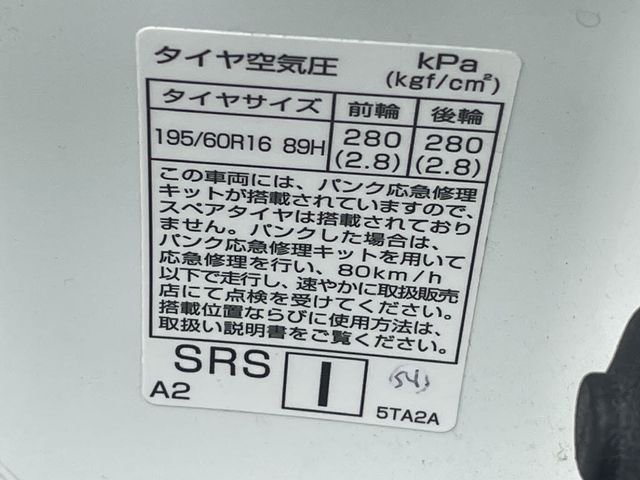 タイヤ空気圧 kPa
(kgf/cm²)
タイヤサイズ 前輪 後輪
195/60R16 89H 280 280
(2.8) (2.8)
この車両には、パンク応急修理
キットが搭載されていますので、
スペアタイヤは搭載されており
ません。パンクした場合は、
パンク応急修理キットを用いて
応急修理を行い、80km/h
以下で走行し、速やかに取扱販売
店にて点検を受けてください。
搭載位置ならびに使用方法は、
取扱い説明書をご覧ください。
SRS I
A2 5TA2A